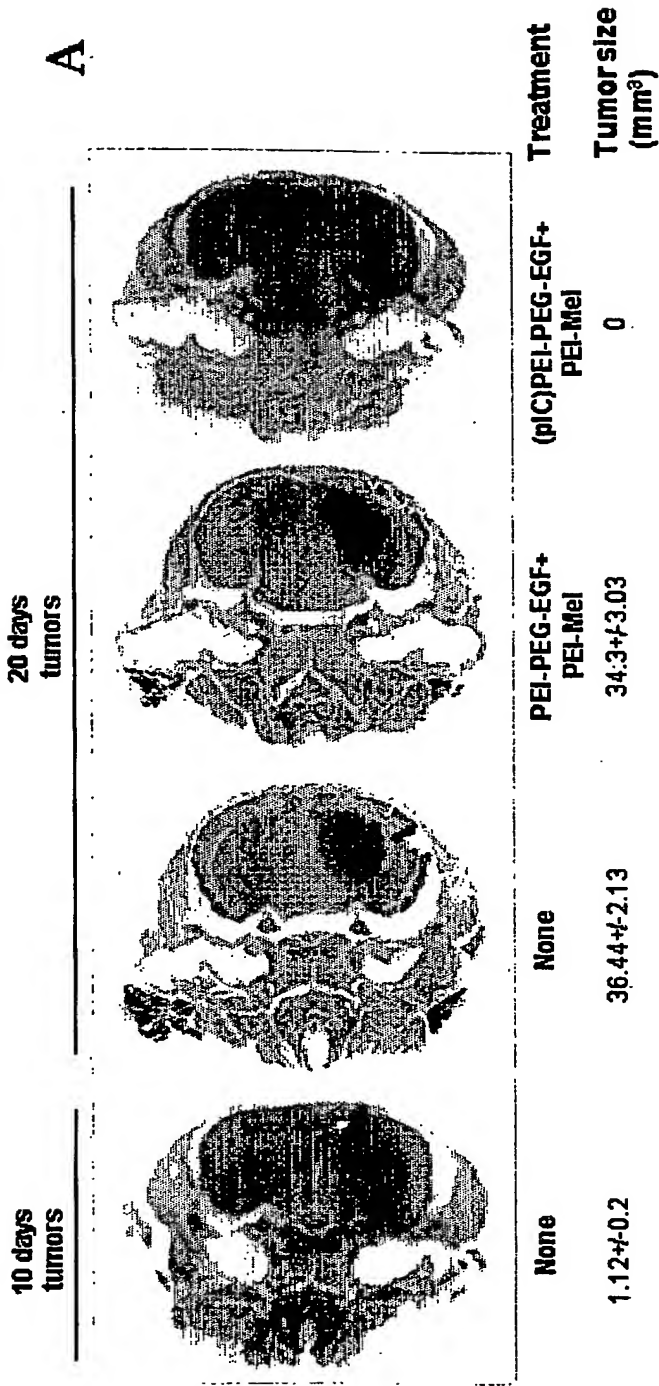 A
10 days
tumors
20 days
tumors
Treatment
None
None
PEI-PEG-EGF+
PEI-Mel
(pIC)PEI-PEG-EGF+
PEI-Mel
Tumor size
(mm³)
1.12+/-0.2
36.44+/-2.13
34.3+/-3.03
0